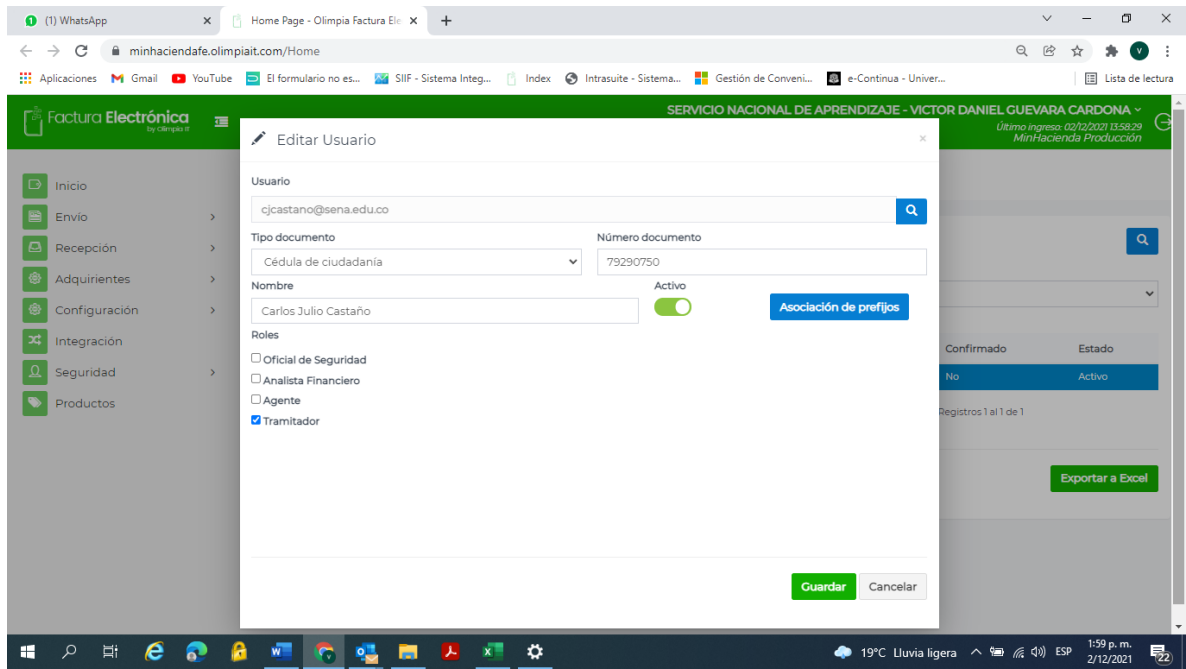 (1) WhatsApp
Home Page - Olimpia Factura Ele
minhaciendafe.olimpiait.com/Home
V
Aplicaciones Gmail YouTube El formulario no es... SIIF - Sistema Integ... Index Intrasuite - Sistema... Gestión de Conveni... e-Continua - Univer... Lista de lectura
Factura Electrónica
by Olimpia IT
SERVICIO NACIONAL DE APRENDIZAJE - VICTOR DANIEL GUEVARA CARDONA
Último ingreso: 02/12/2021 13:58:29
MinHacienda Producción
Inicio
Envío
Recepción
Adquirientes
Configuración
Integración
Seguridad
Productos
Editar Usuario
Usuario
cjcastano@sena.edu.co
Tipo documento Número documento
Cédula de ciudadanía 79290750
Nombre Activo
Carlos Julio Castaño Asociación de prefijos
Roles
Oficial de Seguridad
Analista Financiero
Agente
Tramitador
Guardar Cancelar
Confirmado Estado
No Activo
Registros 1 al 1 de 1
Exportar a Excel
19°C Lluvia ligera ESP 1:59 p. m.
2/12/2021
22